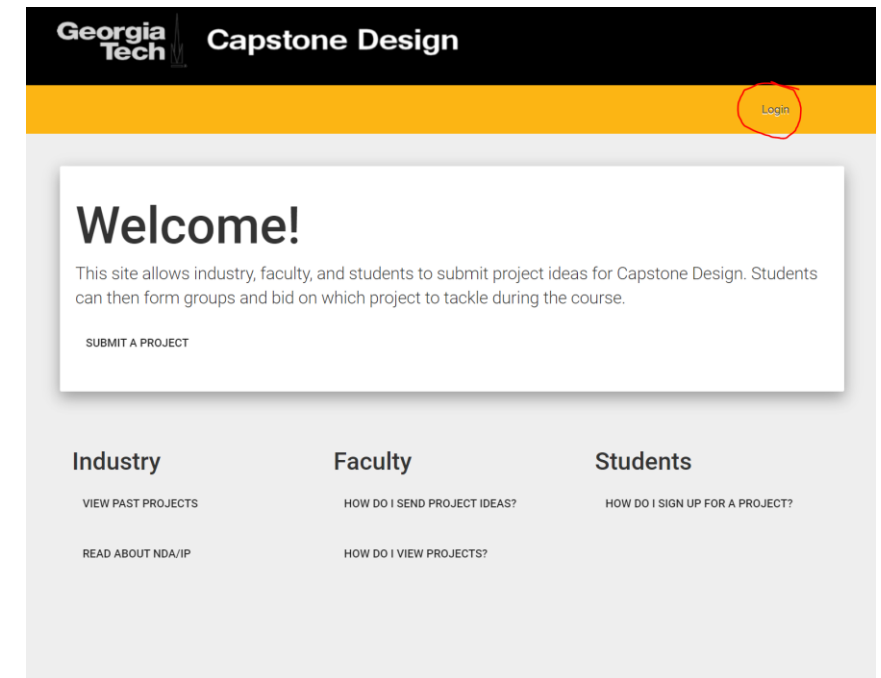 Georgia
Tech
Capstone Design
Login
Welcome!
This site allows industry, faculty, and students to submit project ideas for Capstone Design. Students
can then form groups and bid on which project to tackle during the course.
SUBMIT A PROJECT
Industry
VIEW PAST PROJECTS
READ ABOUT NDA/IP
Faculty
HOW DO I SEND PROJECT IDEAS?
HOW DO I VIEW PROJECTS?
Students
HOW DO I SIGN UP FOR A PROJECT?